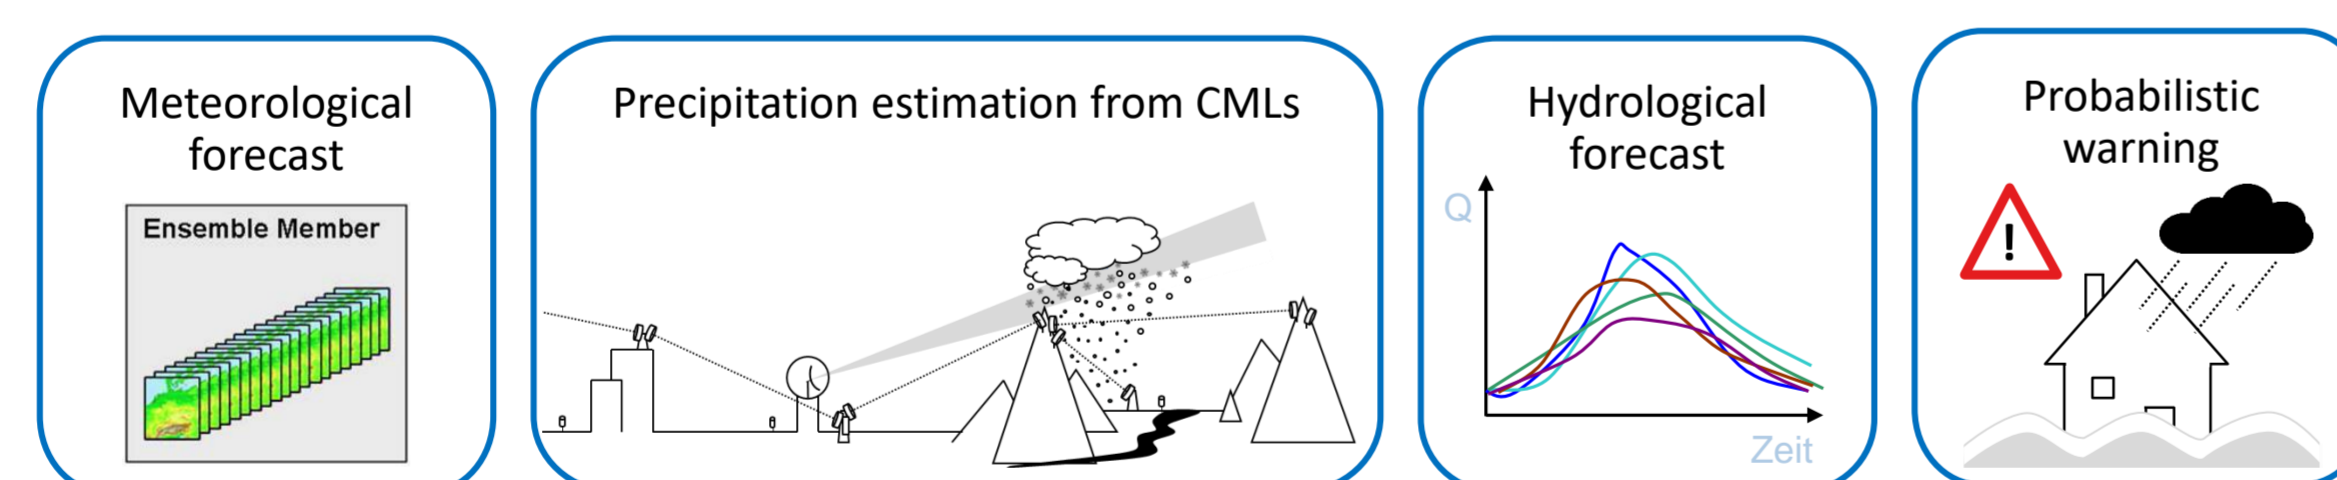 Meteorological
forecast
Ensemble Member
Precipitation estimation from CMLs
Hydrological
forecast
Q
Zeit
Probabilistic
warning
!